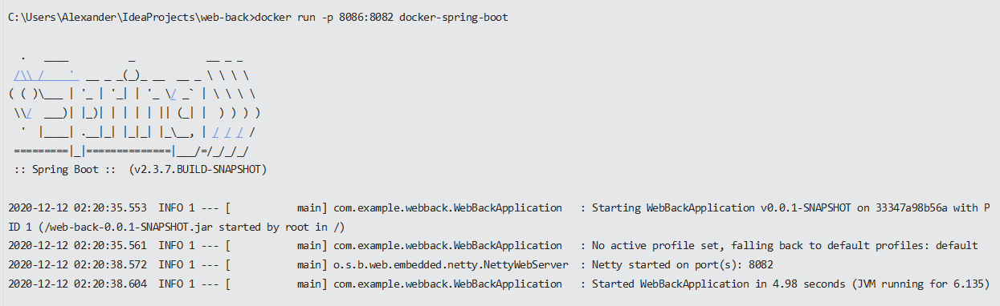 C:\Users\Alexander\IdeaProjects\web-back>docker run -p 8086:8082 docker-spring-boot
  .   ____          _            __ _ _
 /\\ / ___'_ __ _ _(_)_ __  __ _ \ \ \ \
( ( )\___ | '_ | '_| | '_ \/ _` | \ \ \ \
 \\/  ___)| |_)| | | | | || (_| |  ) ) ) )
  '  |____| .__|_| |_|_| |_\__, | / / / /
 =========|_|==============|___/=/_/_/_/
 :: Spring Boot ::  (v2.3.7.BUILD-SNAPSHOT)
2020-12-12 02:20:35.553  INFO 1 --- [           main] com.example.webback.WebBackApplication   : Starting WebBackApplication v0.0.1-SNAPSHOT on 33347a98b56a with P
ID 1 (/web-back-0.0.1-SNAPSHOT.jar started by root in /)
2020-12-12 02:20:35.561  INFO 1 --- [           main] com.example.webback.WebBackApplication   : No active profile set, falling back to default profiles: default
2020-12-12 02:20:38.572  INFO 1 --- [           main] o.s.b.web.embedded.netty.NettyWebServer  : Netty started on port(s): 8082
2020-12-12 02:20:38.604  INFO 1 --- [           main] com.example.webback.WebBackApplication   : Started WebBackApplication in 4.98 seconds (JVM running for 6.135)